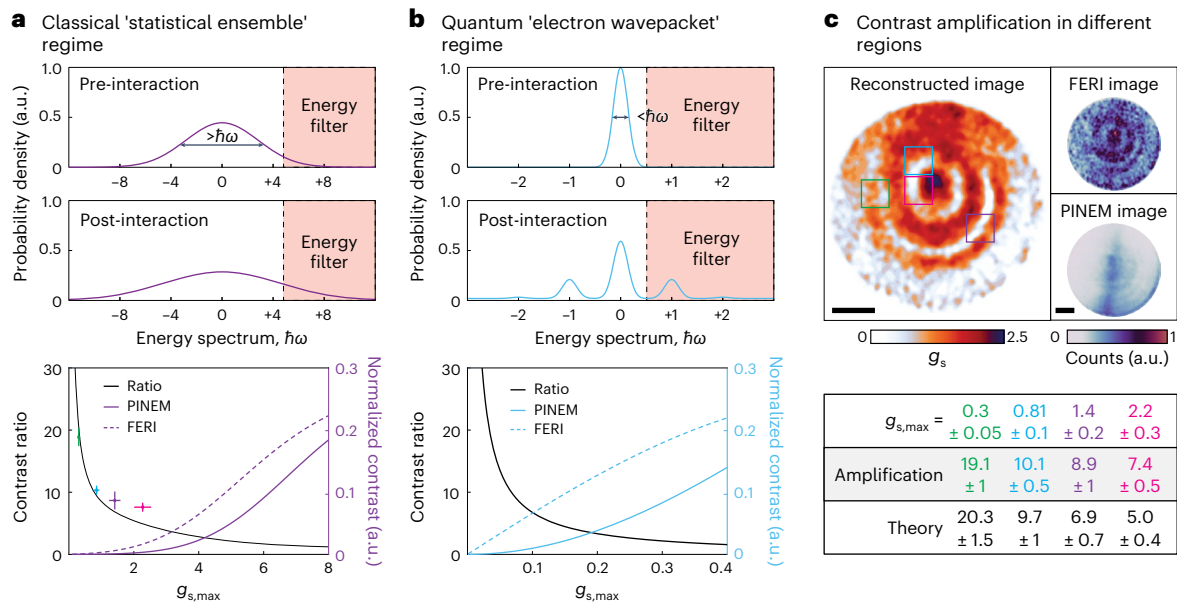 a Classical 'statistical ensemble'
regime
Probability density (a.u.)
1.0
0.5
0
Pre-interaction
>ħω
Energy
filter
−8 −4 0 +4 +8
1.0
0.5
0
Post-interaction
Energy
filter
−8 −4 0 +4 +8
Energy spectrum, ħω
Contrast ratio
30
20
10
0
Ratio
PINEM
FERI
0.3
0.2
0.1
0
Normalized contrast (a.u.)
2 4 6 8
gs,max
b Quantum 'electron wavepacket'
regime
Probability density (a.u.)
1.0
0.5
0
Pre-interaction
<ħω
Energy
filter
−2 −1 0 +1 +2
1.0
0.5
0
Post-interaction
Energy
filter
−2 −1 0 +1 +2
Energy spectrum, ħω
Contrast ratio
30
20
10
0
Ratio
PINEM
FERI
0.3
0.2
0.1
0
Normalized contrast (a.u.)
0.1 0.2 0.3 0.4
gs,max
c Contrast amplification in different
regions
Reconstructed image
FERI image
PINEM image
0 2.5
gs
0 1
Counts (a.u.)
gs,max = 0.3 0.81 1.4 2.2
± 0.05 ± 0.1 ± 0.2 ± 0.3
Amplification 19.1 10.1 8.9 7.4
± 1 ± 0.5 ± 1 ± 0.5
Theory 20.3 9.7 6.9 5.0
± 1.5 ± 1 ± 0.7 ± 0.4